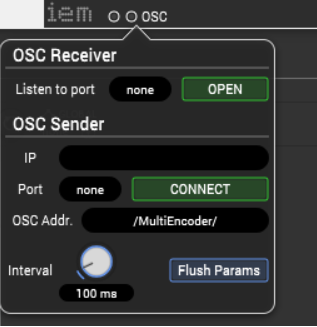 iem OSC
OSC Receiver
Listen to port none OPEN
OSC Sender
IP
Port none CONNECT
OSC Addr. /MultiEncoder/
Interval Flush Params
100 ms